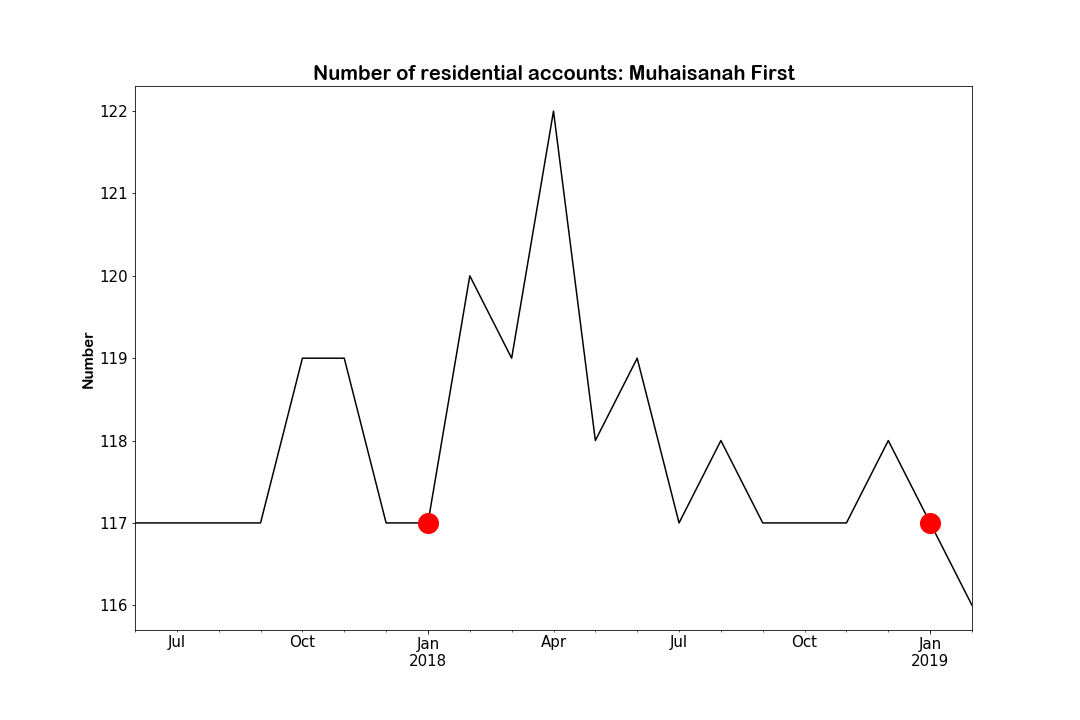 Number of residential accounts: Muhaisanah First
Number
122
121
120
119
118
117
116
Jul
Oct
Jan
2018
Apr
Jul
Oct
Jan
2019